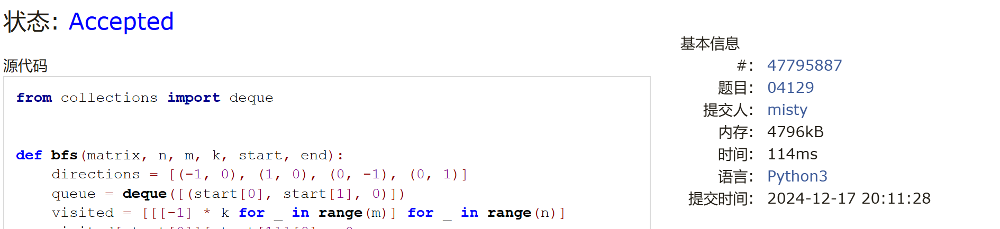 状态: Accepted
源代码
from collections import deque
def bfs(matrix, n, m, k, start, end):
    directions = [(-1, 0), (1, 0), (0, -1), (0, 1)]
    queue = deque([(start[0], start[1], 0)])
    visited = [[[-1] * k for _ in range(m)] for _ in range(n)]
基本信息
#: 47795887
题目: 04129
提交人: misty
内存: 4796kB
时间: 114ms
语言: Python3
提交时间: 2024-12-17 20:11:28